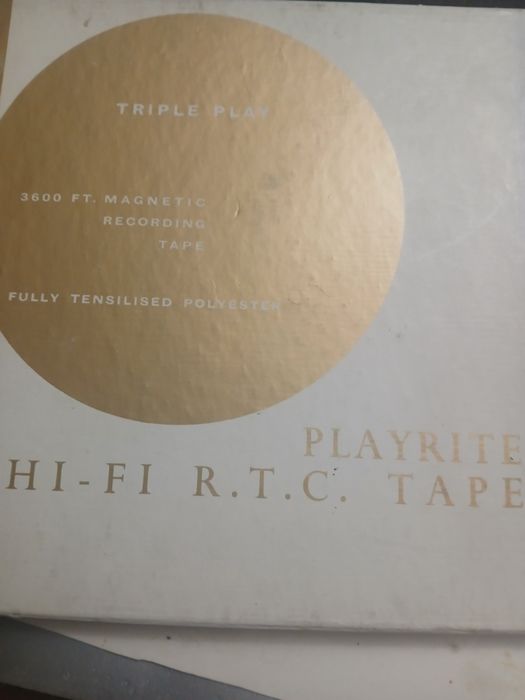 TRIPLE PLAY
3600 FT. MAGNETIC
RECORDING
TAPE
FULLY TENSILISED POLYESTER
PLAYRITE
HI-FI R.T.C. TAPE